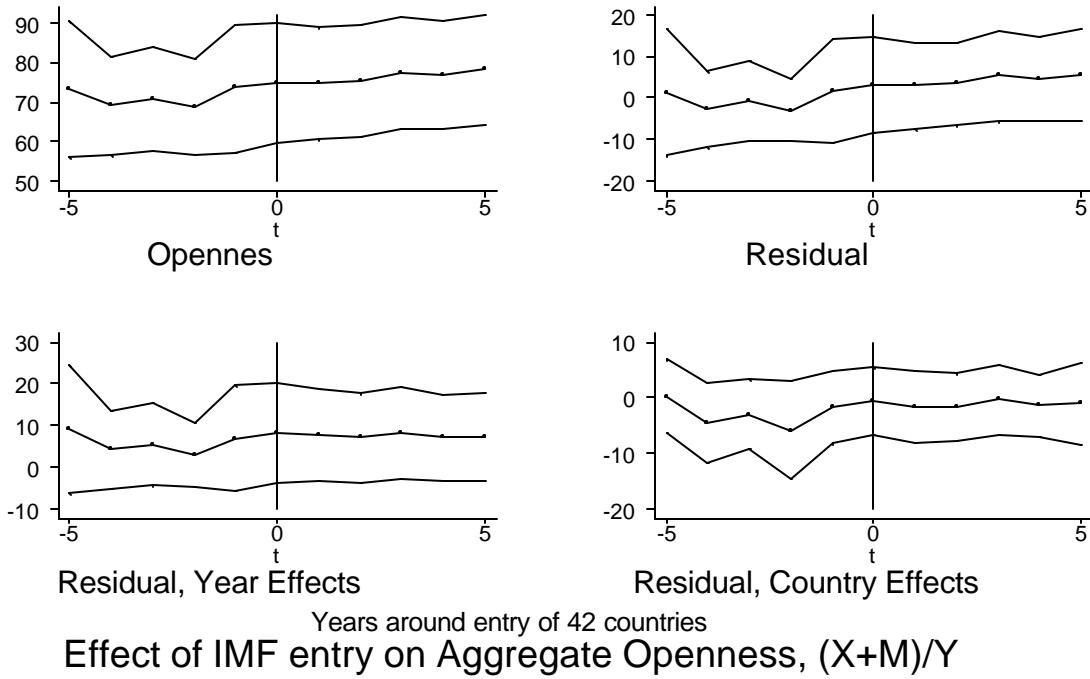 90
80
70
60
50
-5 0 5
t
Opennes
20
10
0
-10
-20
-5 0 5
t
Residual
30
20
10
0
-10
-5 0 5
t
Residual, Year Effects
10
0
-10
-20
-5 0 5
t
Residual, Country Effects
Years around entry of 42 countries
Effect of IMF entry on Aggregate Openness, (X+M)/Y